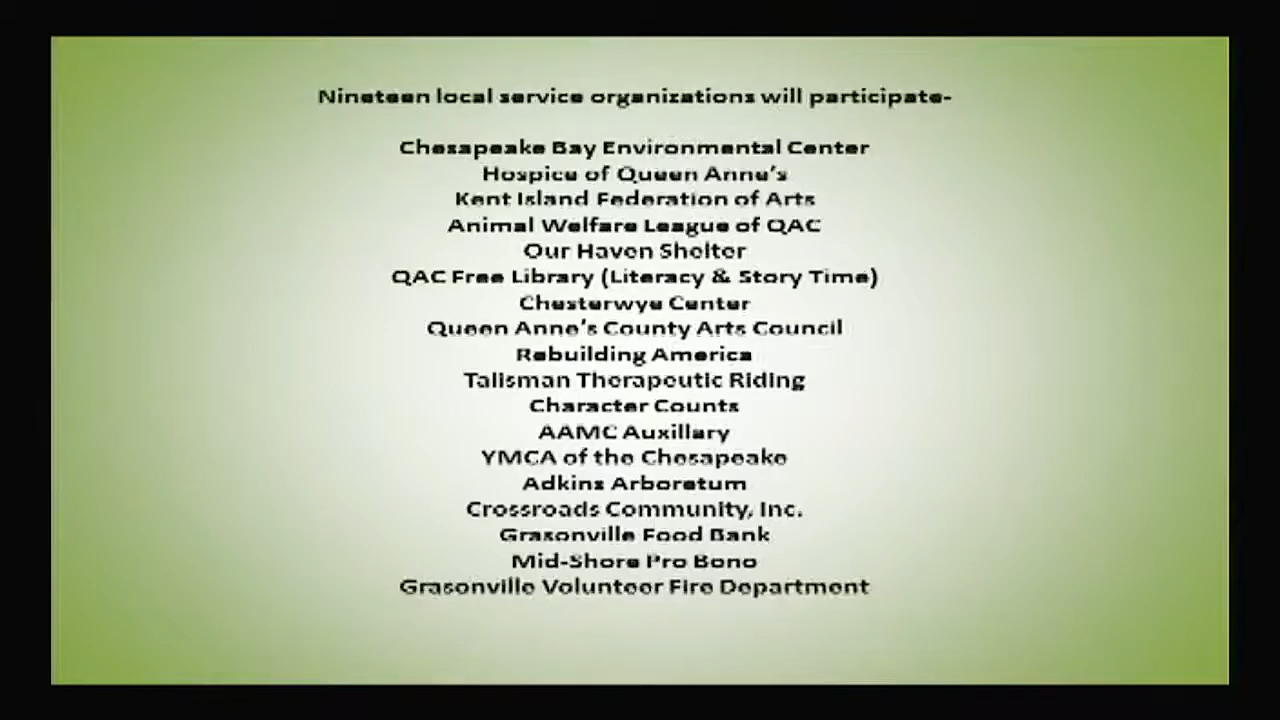 Nineteen local service organizations will participate-
Chesapeake Bay Environmental Center
Hospice of Queen Anne's
Kent Island Federation of Arts
Animal Welfare League of QAC
Our Haven Shelter
QAC Free Library (Literacy & Story Time)
Chesterwye Center
Queen Anne's County Arts Council
Rebuilding America
Talisman Therapeutic Riding
Character Counts
AAMC Auxillary
YMCA of the Chesapeake
Adkins Arboretum
Crossroads Community, Inc.
Grasonville Food Bank
Mid-Shore Pro Bono
Grasonville Volunteer Fire Department